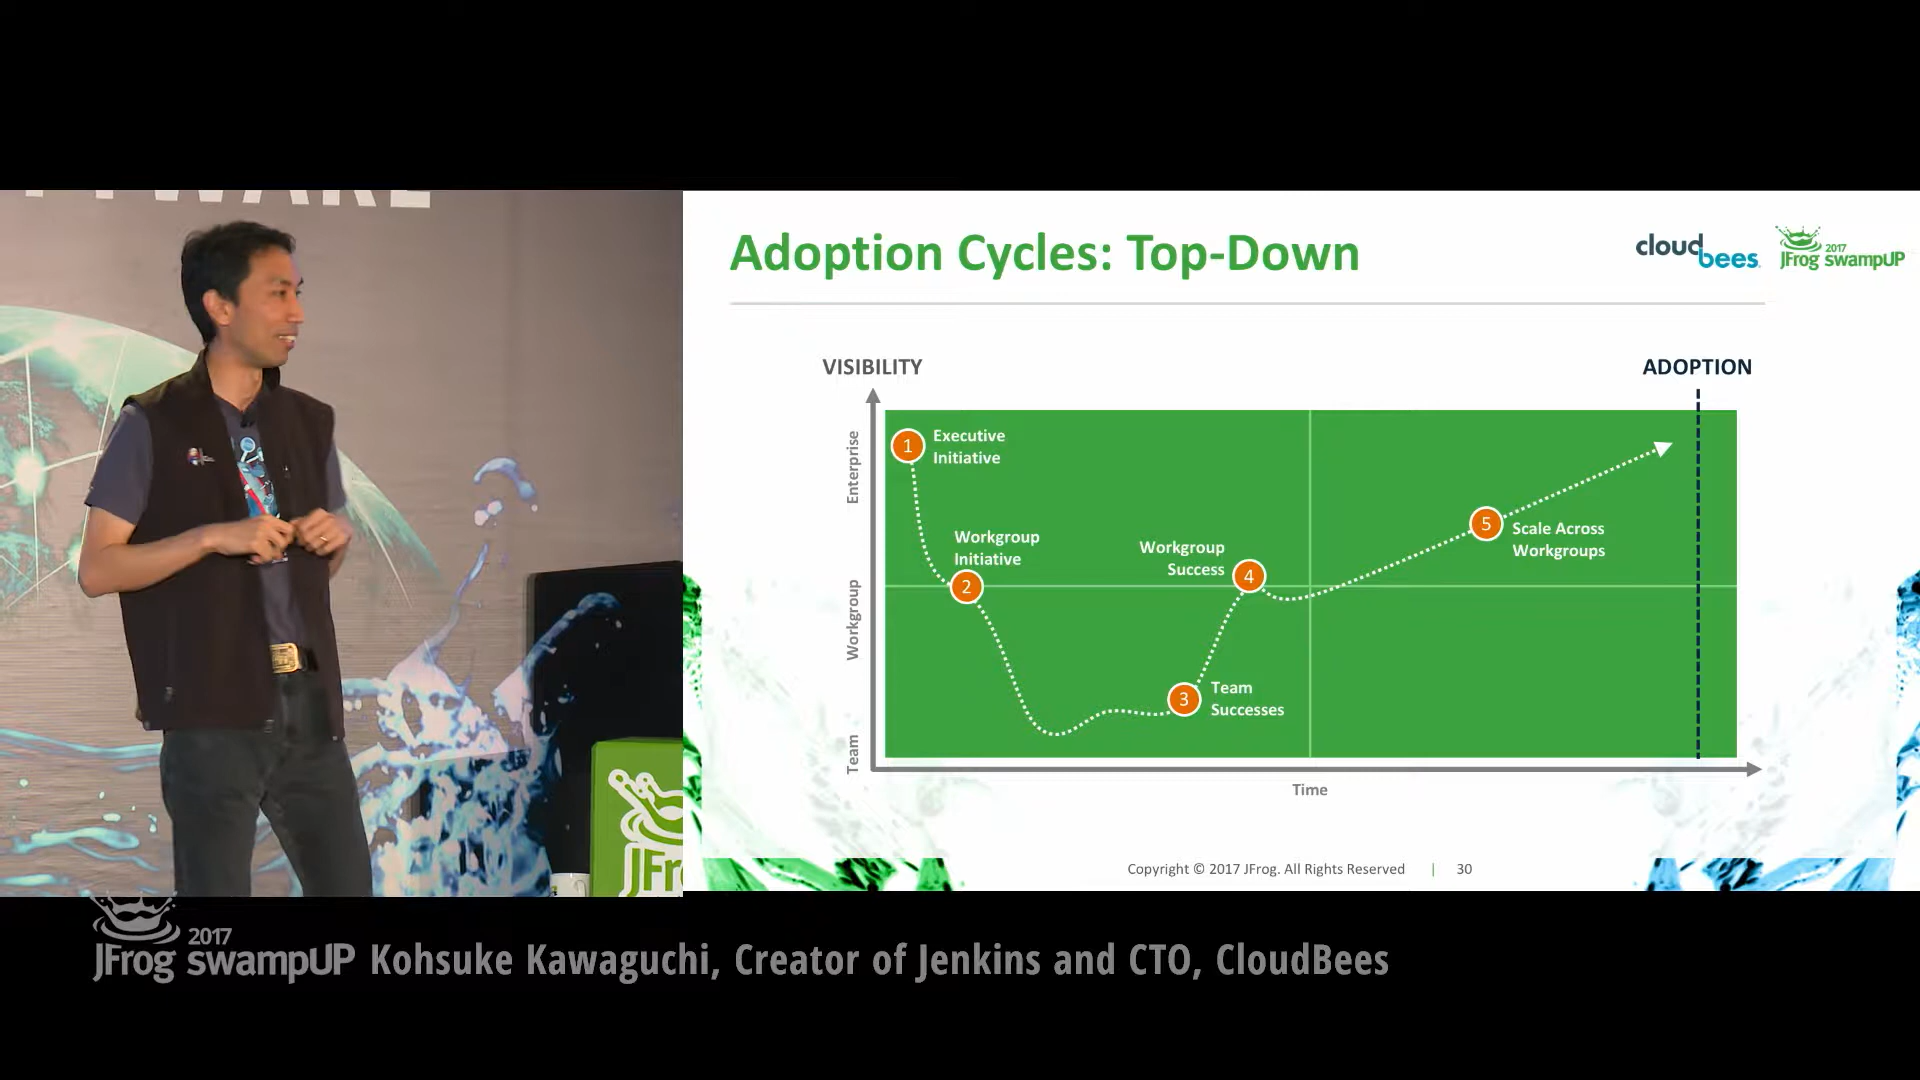 Adoption Cycles: Top-Down
cloudbees
2017
JFrog swampUP
VISIBILITY
ADOPTION
Enterprise
Workgroup
Team
1
Executive
Initiative
2
Workgroup
Initiative
3
Team
Successes
4
Workgroup
Success
5
Scale Across
Workgroups
Time
Copyright © 2017 JFrog. All Rights Reserved | 30
2017
JFrog swampUP
Kohsuke Kawaguchi, Creator of Jenkins and CTO, CloudBees